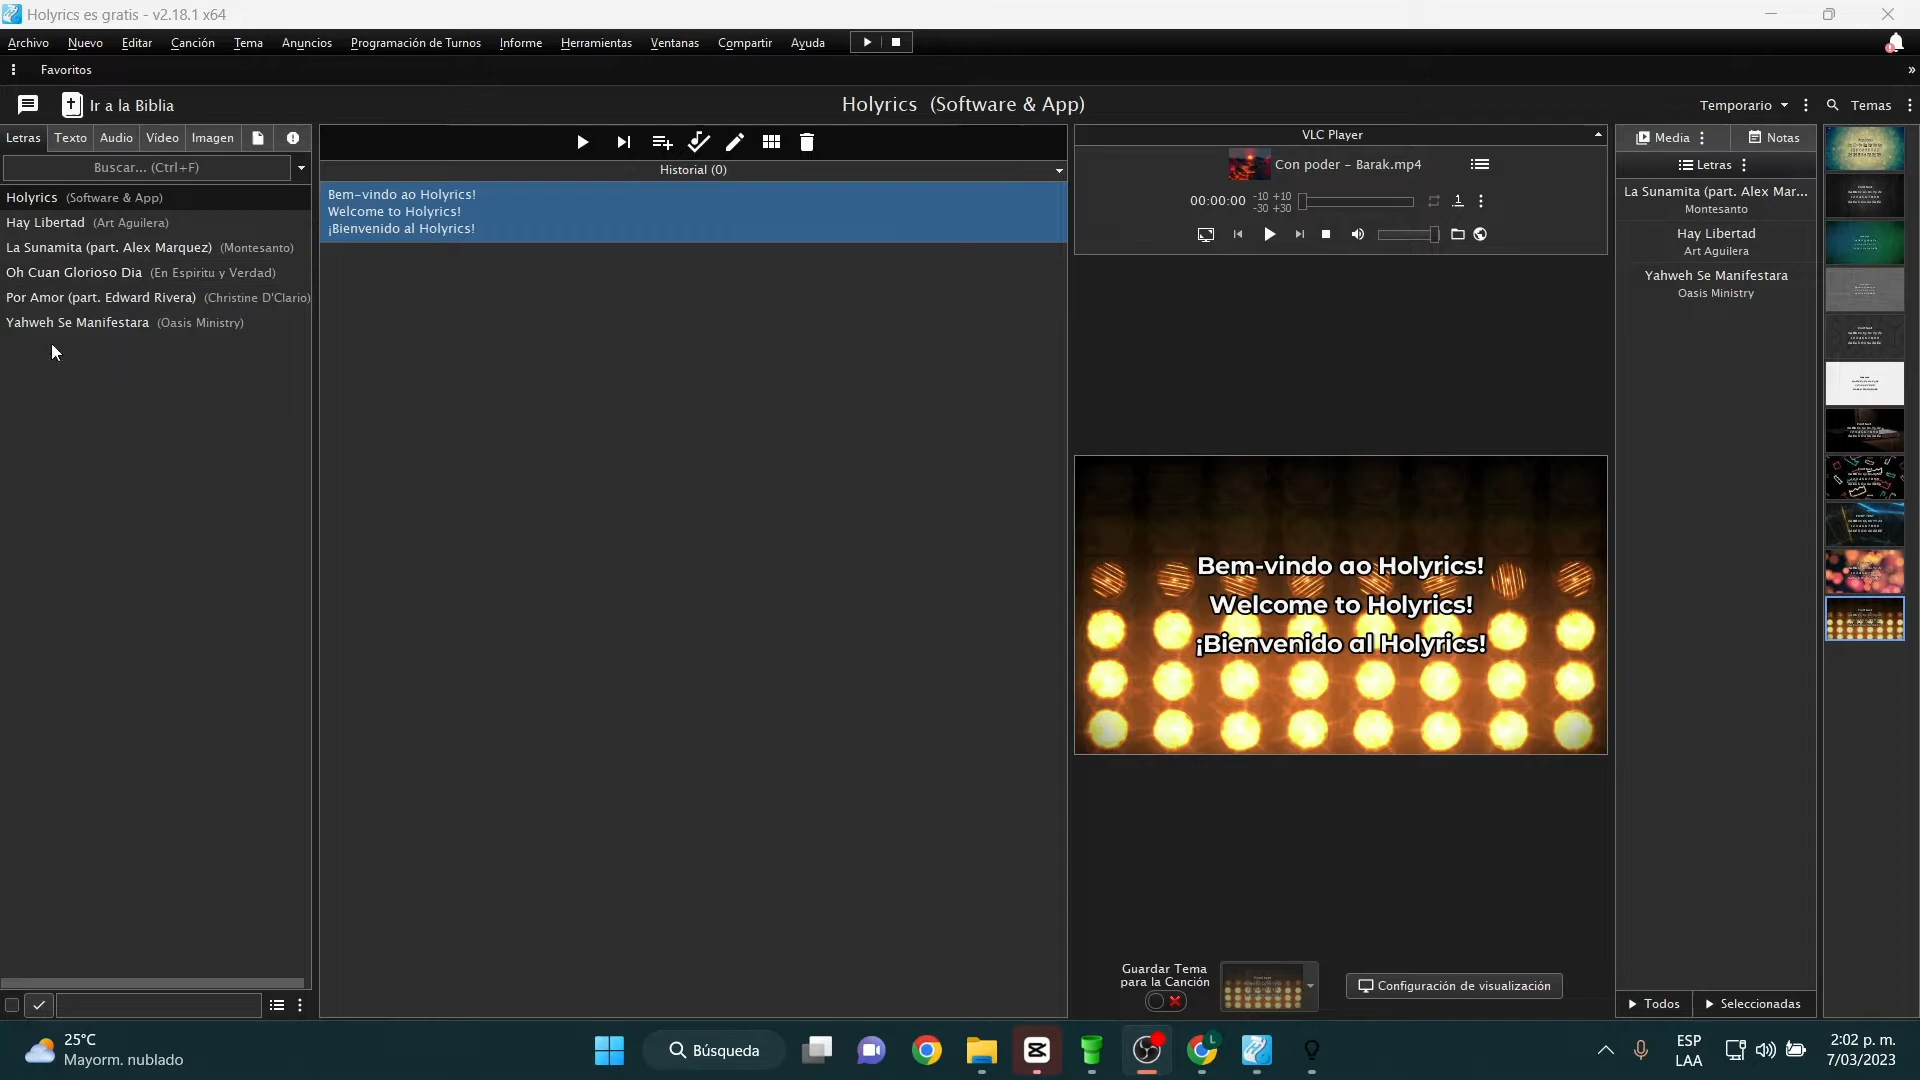 Holyrics es gratis - v2.18.1 x64
Archivo Nuevo Editar Canción Tema Anuncios Programación de Turnos Informe Herramientas Ventanas Compartir Ayuda
Favoritos
Ir a la Biblia
Holyrics (Software & App)
Temporario
Temas
Letras Texto Audio Vídeo Imagen
Buscar... (Ctrl+F)
Holyrics (Software & App)
Hay Libertad (Art Aguilera)
La Sunamita (part. Alex Marquez) (Montesanto)
Oh Cuan Glorioso Dia (En Espiritu y Verdad)
Por Amor (part. Edward Rivera) (Christine D'Clario)
Yahweh Se Manifestara (Oasis Ministry)
Historial (0)
Bem-vindo ao Holyrics!
Welcome to Holyrics!
¡Bienvenido al Holyrics!
VLC Player
Con poder - Barak.mp4
00:00:00
-10 +10
-30 +30
1
Bem-vindo ao Holyrics!
Welcome to Holyrics!
¡Bienvenido al Holyrics!
Guardar Tema
para la Canción
Configuración de visualización
Media Notas
Letras
La Sunamita (part. Alex Mar...
Montesanto
Hay Libertad
Art Aguilera
Yahweh Se Manifestara
Oasis Ministry
Todos Seleccionadas
25°C
Mayorm. nublado
Búsqueda
L
ESP
LAA
2:02 p. m.
7/03/2023